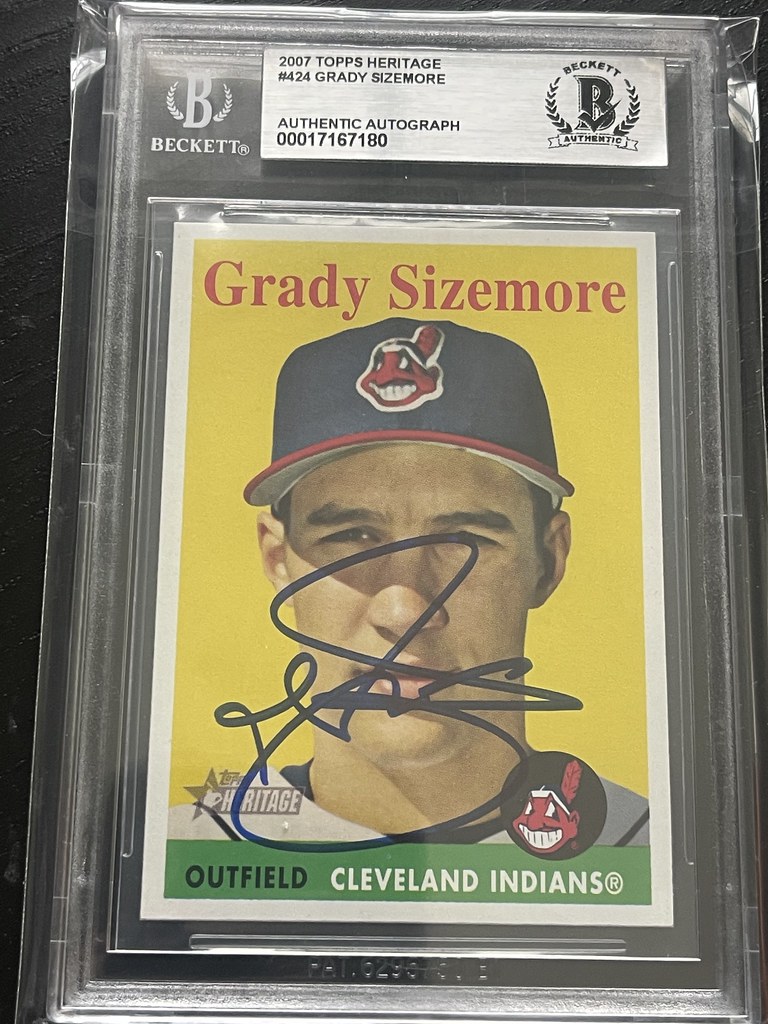 2007 TOPPS HERITAGE
#424 GRADY SIZEMORE
AUTHENTIC AUTOGRAPH
00017167180
B
BECKETT®
BECKETT
B
AUTHENTIC
Grady Sizemore
Topps
HERITAGE
OUTFIELD CLEVELAND INDIANS®